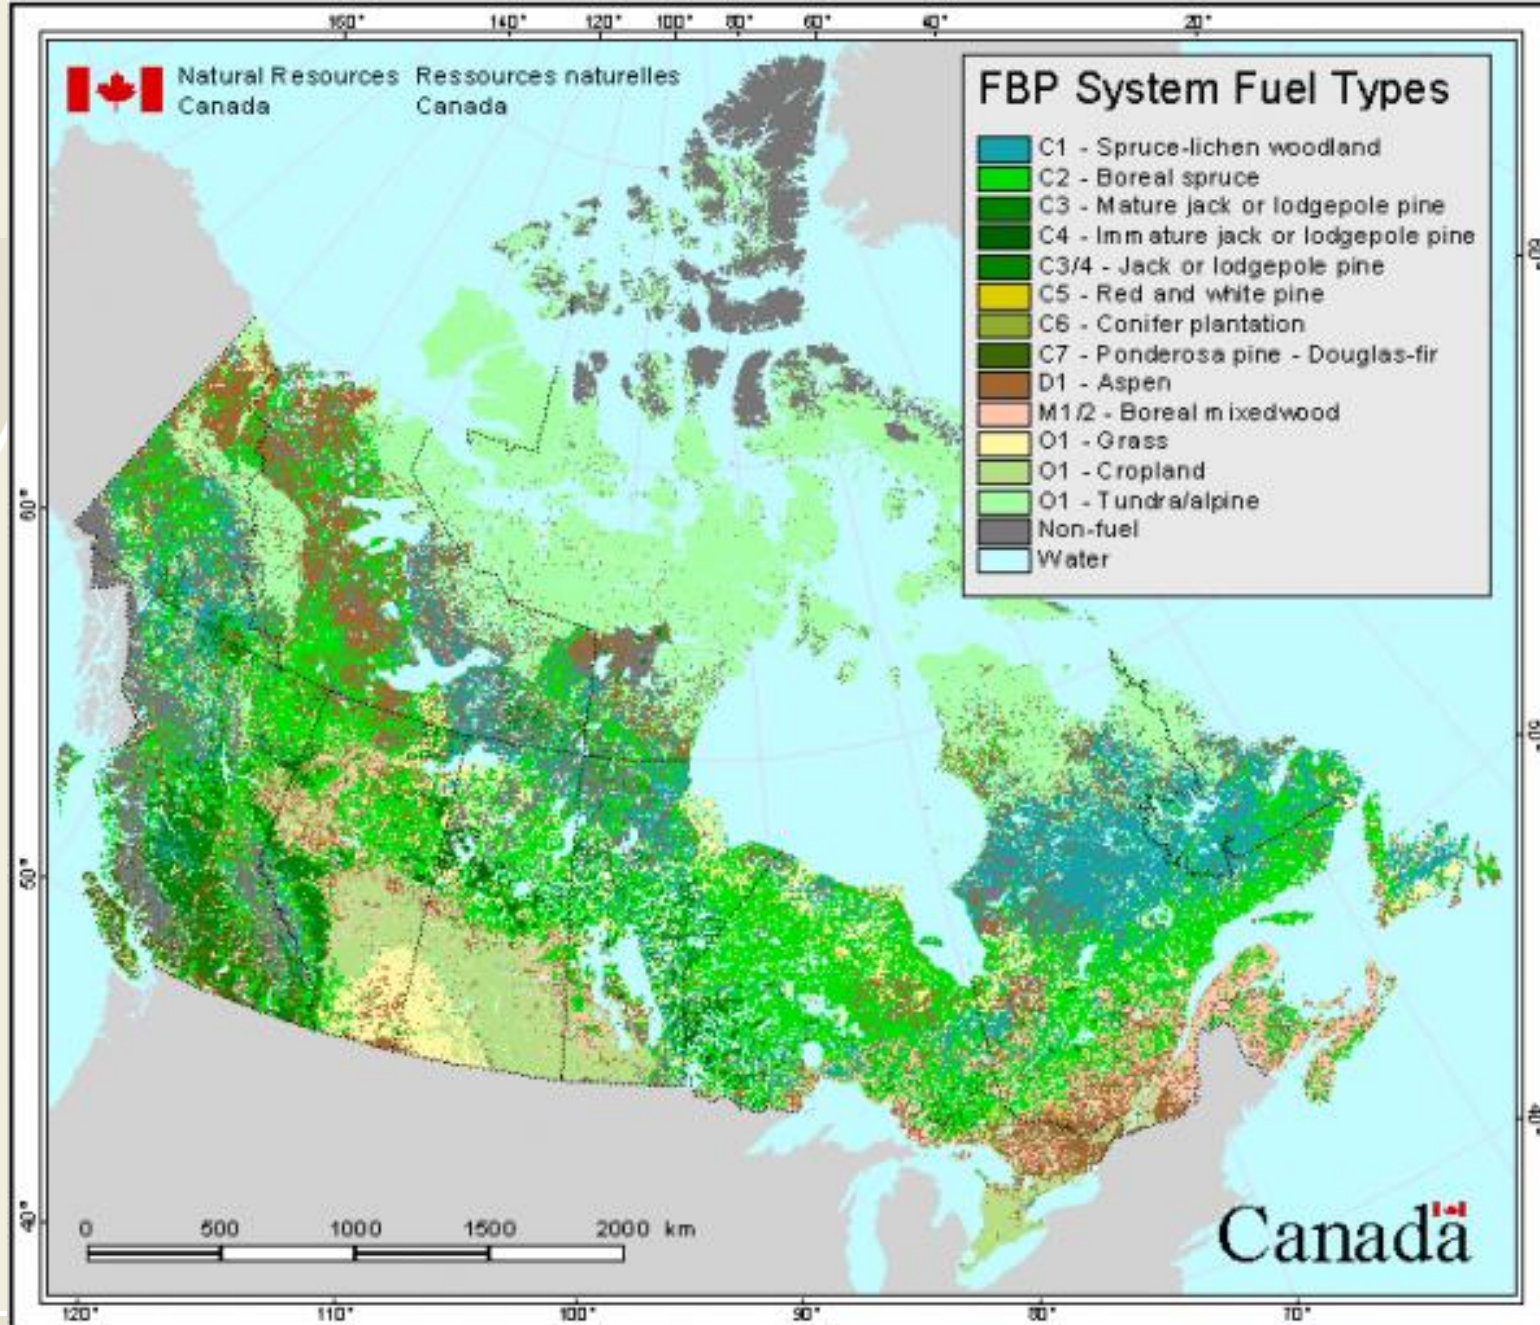 160° 140° 120° 100° 80° 60° 40° 20°
Natural Resources Ressources naturelles
Canada Canada
FBP System Fuel Types
C1 - Spruce-lichen woodland
C2 - Boreal spruce
C3 - Mature jack or lodgepole pine
C4 - Immature jack or lodgepole pine
C3/4 - Jack or lodgepole pine
C5 - Red and white pine
C6 - Conifer plantation
C7 - Ponderosa pine - Douglas-fir
D1 - Aspen
M1/2 - Boreal mixedwood
O1 - Grass
O1 - Cropland
O1 - Tundra/alpine
Non-fuel
Water
60°
50°
40°
0 500 1000 1500 2000 km
Canada
120° 110° 100° 90° 80° 70°